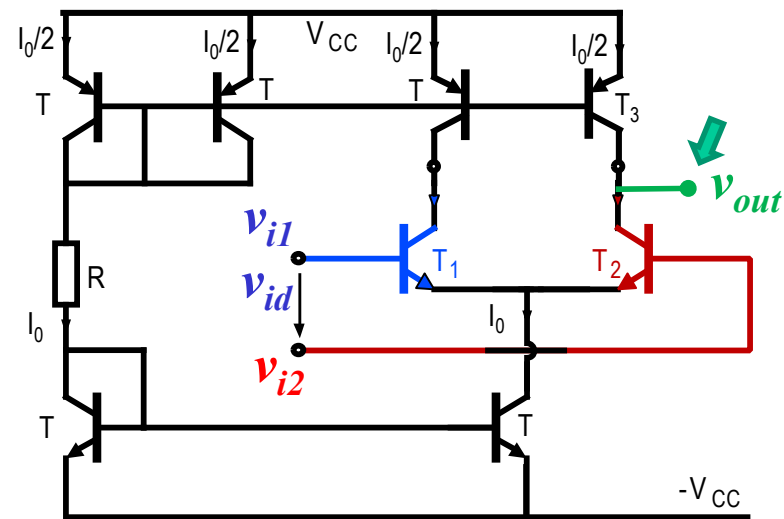 I0/2 I0/2 VCC I0/2 I0/2
T T T T3
vout
vi1
T1 T2
vid
R
I0 I0
vi2
T T
-VCC